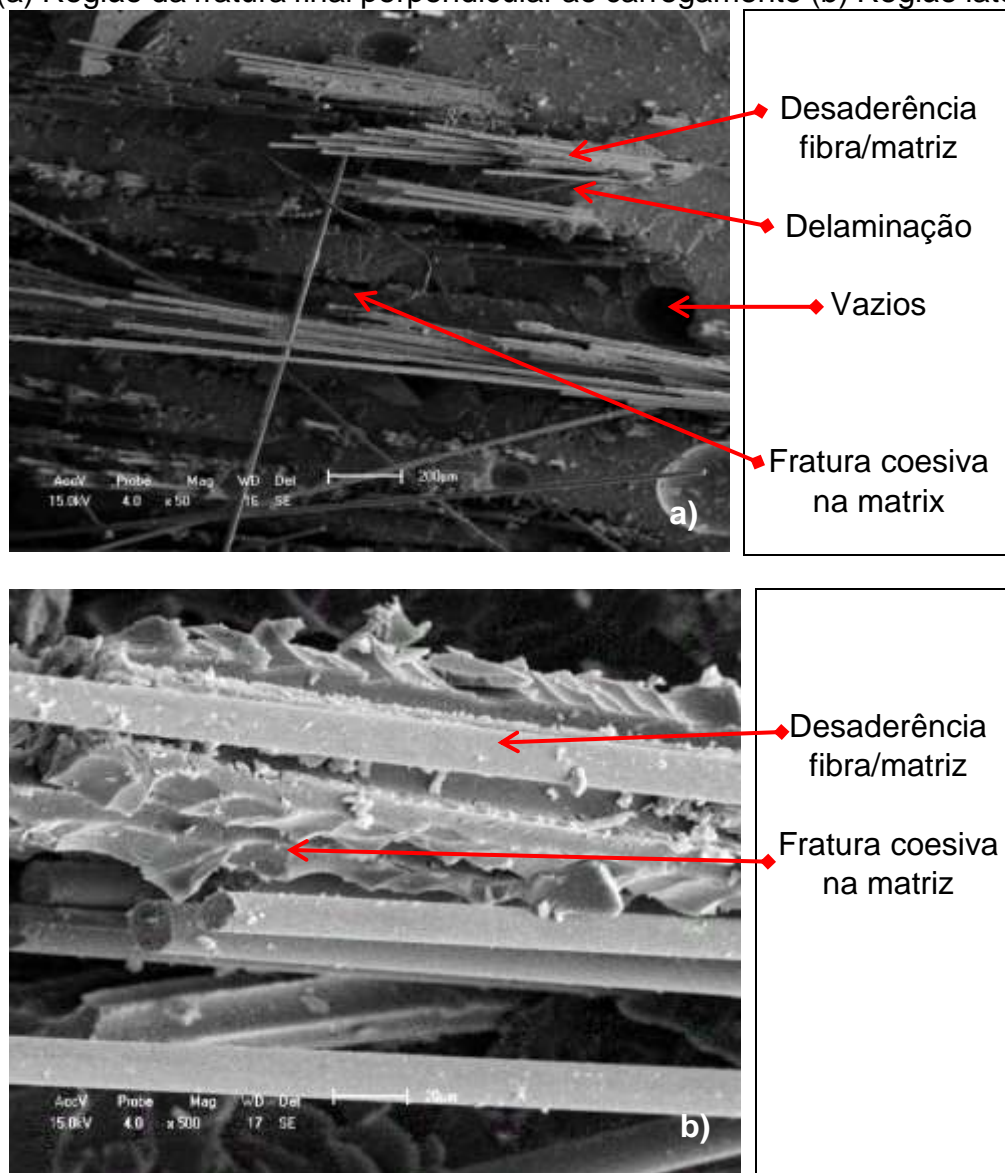 (a) Região da fratura final perpendicular ao carregamento (b) Região
Desaderência
fibra/matriz
Delaminação
Vazios
Fratura coesiva
na matrix
AccV Probe Mag WD Det
15.0kV 4.0 x 50 16 SE
200µm
a)
Desaderência
fibra/matriz
Fratura coesiva
na matriz
AccV Probe Mag WD Det
15.0kV 4.0 x 500 17 SE
20µm
b)